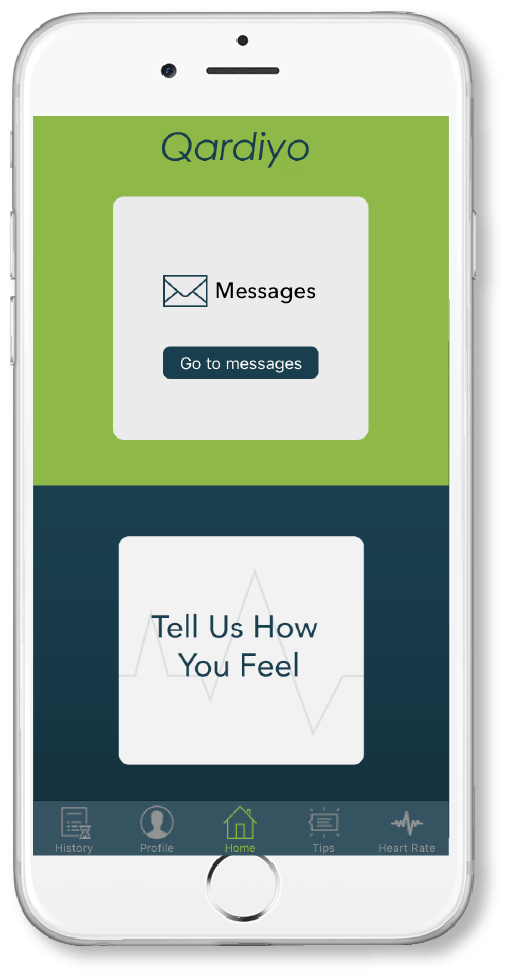 Qardiyo
Messages
Go to messages
Tell Us How
You Feel
History
Profile
Home
Tips
Heart Rate